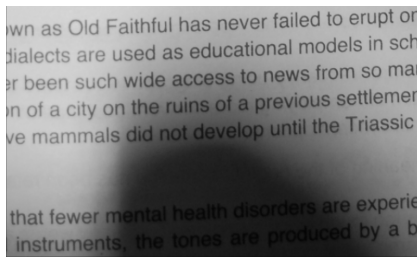 own as Old Faithful has never failed to erupt on
dialects are used as educational models in sch
er been such wide access to news from so ma
on of a city on the ruins of a previous settlemen
ve mammals did not develop until the Triassic
that fewer mental health disorders are experie
instruments, the tones are produced by a b